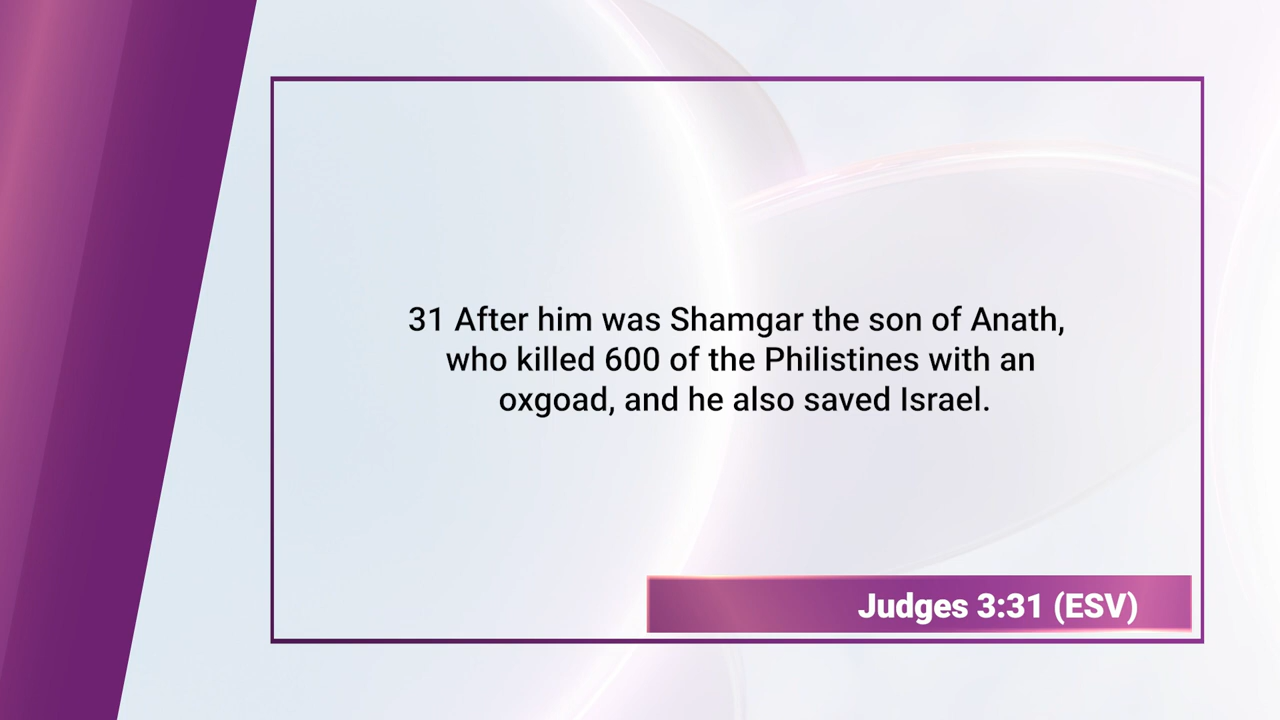 31 After him was Shamgar the son of Anath,
who killed 600 of the Philistines with an
oxgoad, and he also saved Israel.
Judges 3:31 (ESV)